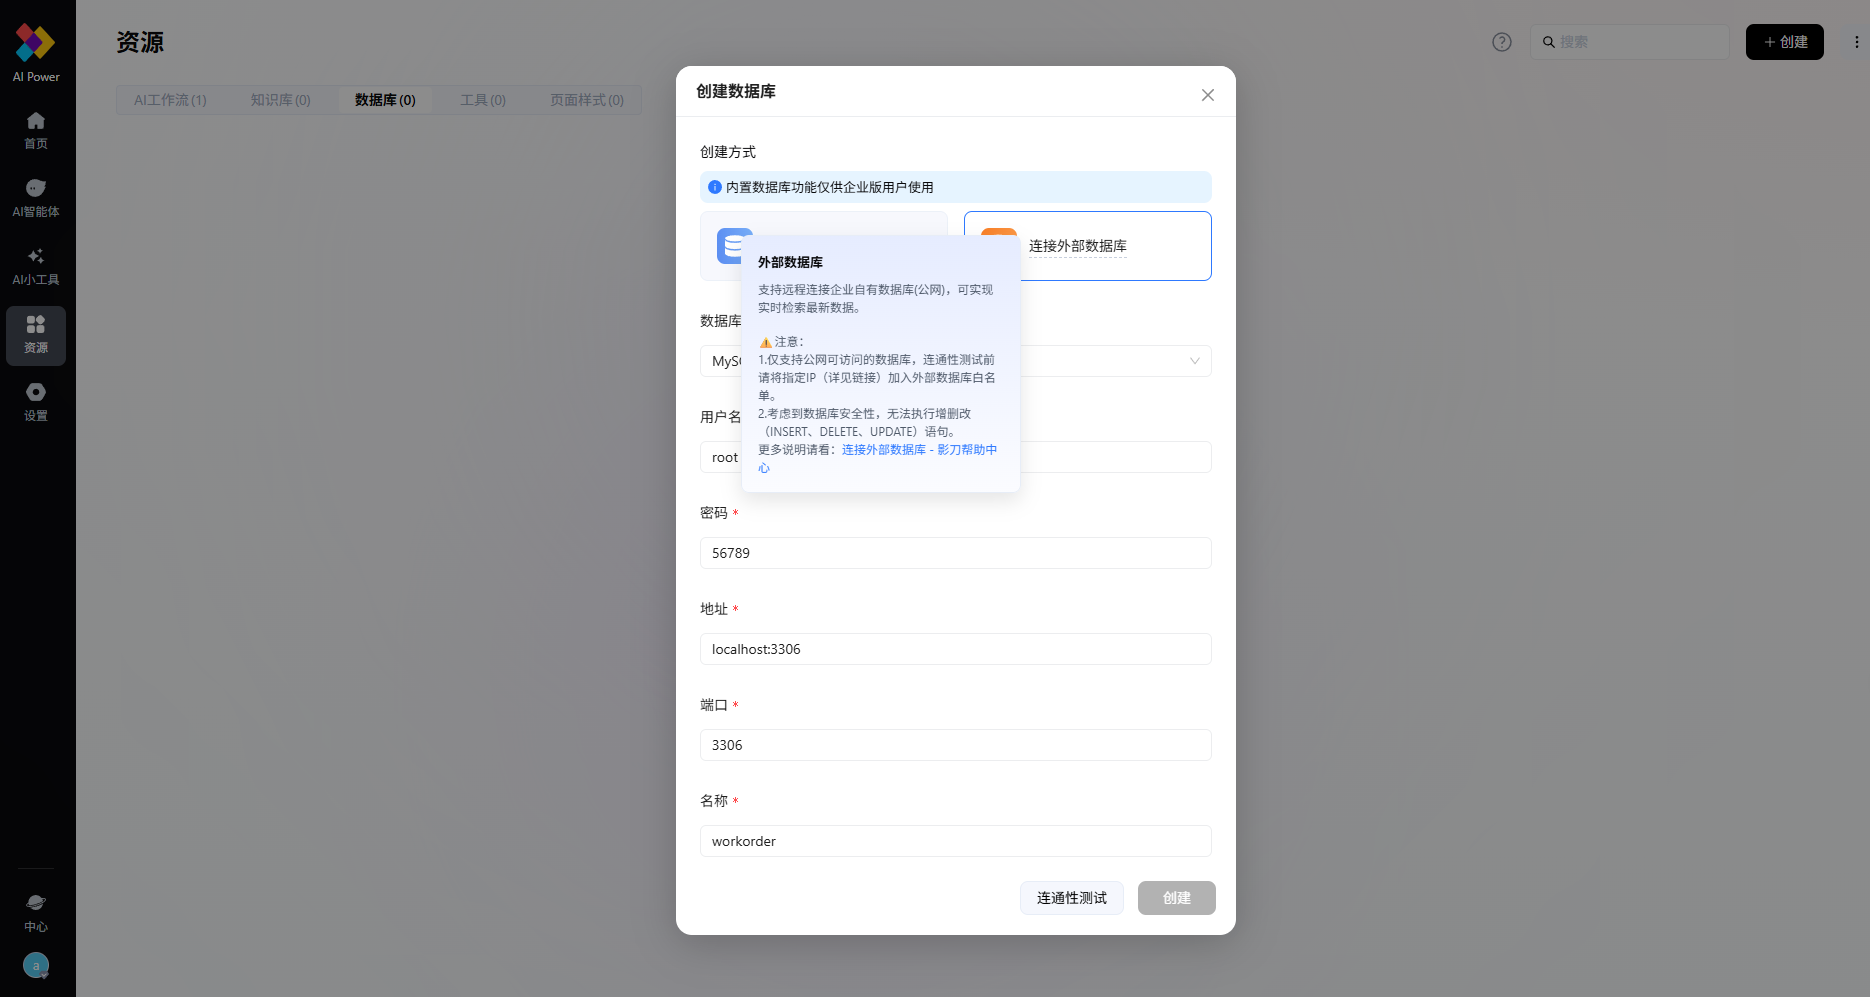 AI Power
首页
AI智能体
AI小工具
资源
设置
中心
a
资源
搜索
创建
AI工作流(1)
知识库(0)
数据库(0)
工具(0)
页面样式(0)
创建数据库
创建方式
内置数据库功能仅供企业版用户使用
连接外部数据库
外部数据库
支持远程连接企业自有数据库(公网)，可实现
实时检索最新数据。
注意：
1.仅支持公网可访问的数据库，连通性测试前
请将指定IP（详见链接）加入外部数据库白名
单。
2.考虑到数据库安全性，无法执行增删改
（INSERT、DELETE、UPDATE）语句。
更多说明请看：连接外部数据库 - 影刀帮助中
心
数据库
MyS
用户名
root
密码 *
56789
地址 *
localhost:3306
端口 *
3306
名称 *
workorder
连通性测试
创建